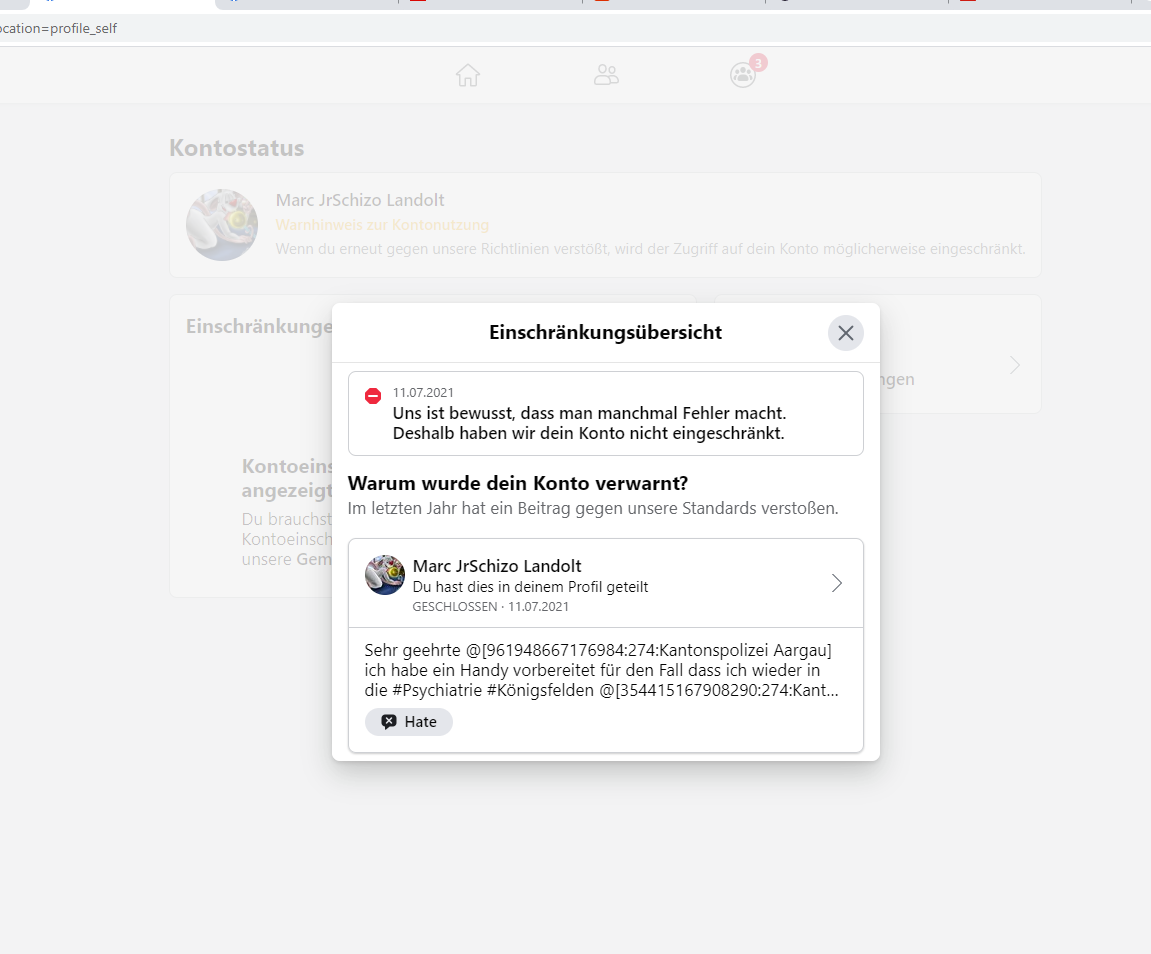 ocation=profile_self
3
Kontostatus
Marc JrSchizo Landolt
Warnhinweis zur Kontonutzung
Wenn du erneut gegen unsere Richtlinien verstößt, wird der Zugriff auf dein Konto möglicherweise eingeschränkt.
Einschränkunge
ngen
Kontoeins
angezeigt
Du brauchst
Kontoeinsch
unsere Gem
Einschränkungsübersicht
11.07.2021
Uns ist bewusst, dass man manchmal Fehler macht.
Deshalb haben wir dein Konto nicht eingeschränkt.
Warum wurde dein Konto verwarnt?
Im letzten Jahr hat ein Beitrag gegen unsere Standards verstoßen.
Marc JrSchizo Landolt
Du hast dies in deinem Profil geteilt
GESCHLOSSEN · 11.07.2021
Sehr geehrte @[961948667176984:274:Kantonspolizei Aargau]
ich habe ein Handy vorbereitet für den Fall dass ich wieder in
die #Psychiatrie #Königsfelden @[354415167908290:274:Kant...
Hate